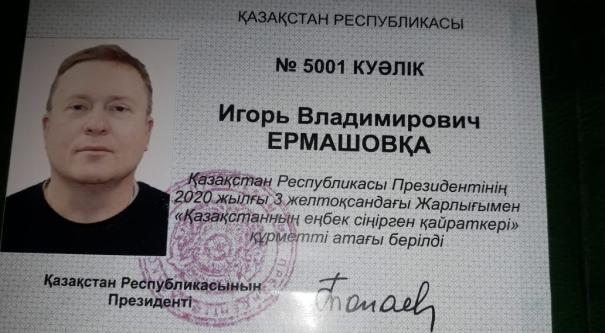 ҚАЗАҚСТАН РЕСПУБЛИКАСЫ
№ 5001 КУӘЛІК
Игорь Владимирович
ЕРМАШОВҚА
Қазақстан Республикасы Президентінің
2020 жылғы 3 желтоқсандағы Жарлығымен
«Қазақстанның еңбек сіңірген қайраткері»
құрметті атағы берілді
Қазақстан Республикасының
Президенті